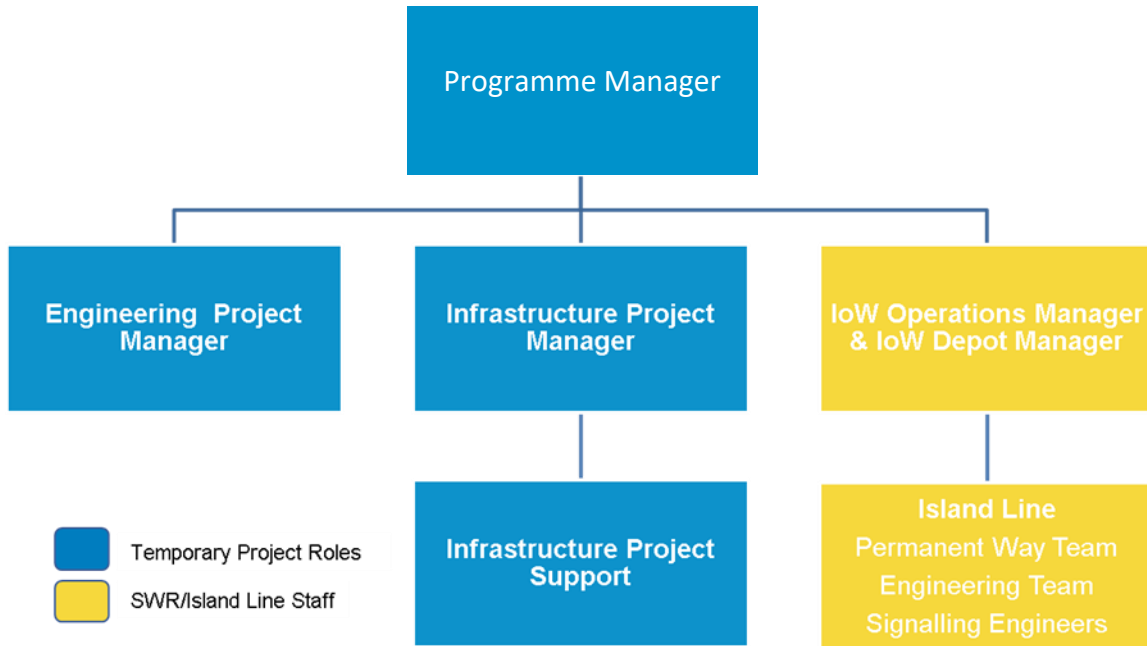 Programme Manager
Engineering Project
Manager
Infrastructure Project
Manager
IoW Operations Manager
& IoW Depot Manager
Infrastructure Project
Support
Island Line
Permanent Way Team
Engineering Team
Signalling Engineers
Temporary Project Roles
SWR/Island Line Staff